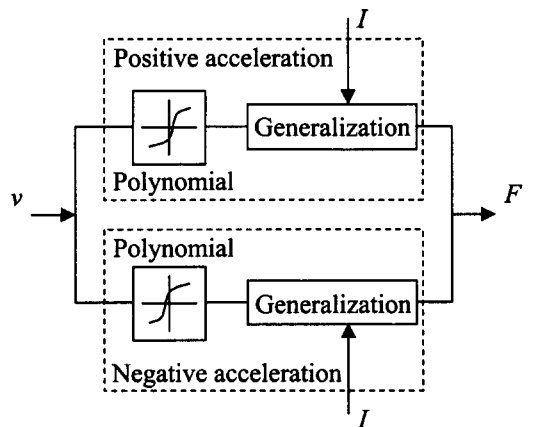 I
Positive acceleration
Generalization
Polynomial
v
F
Polynomial
Generalization
Negative acceleration
I